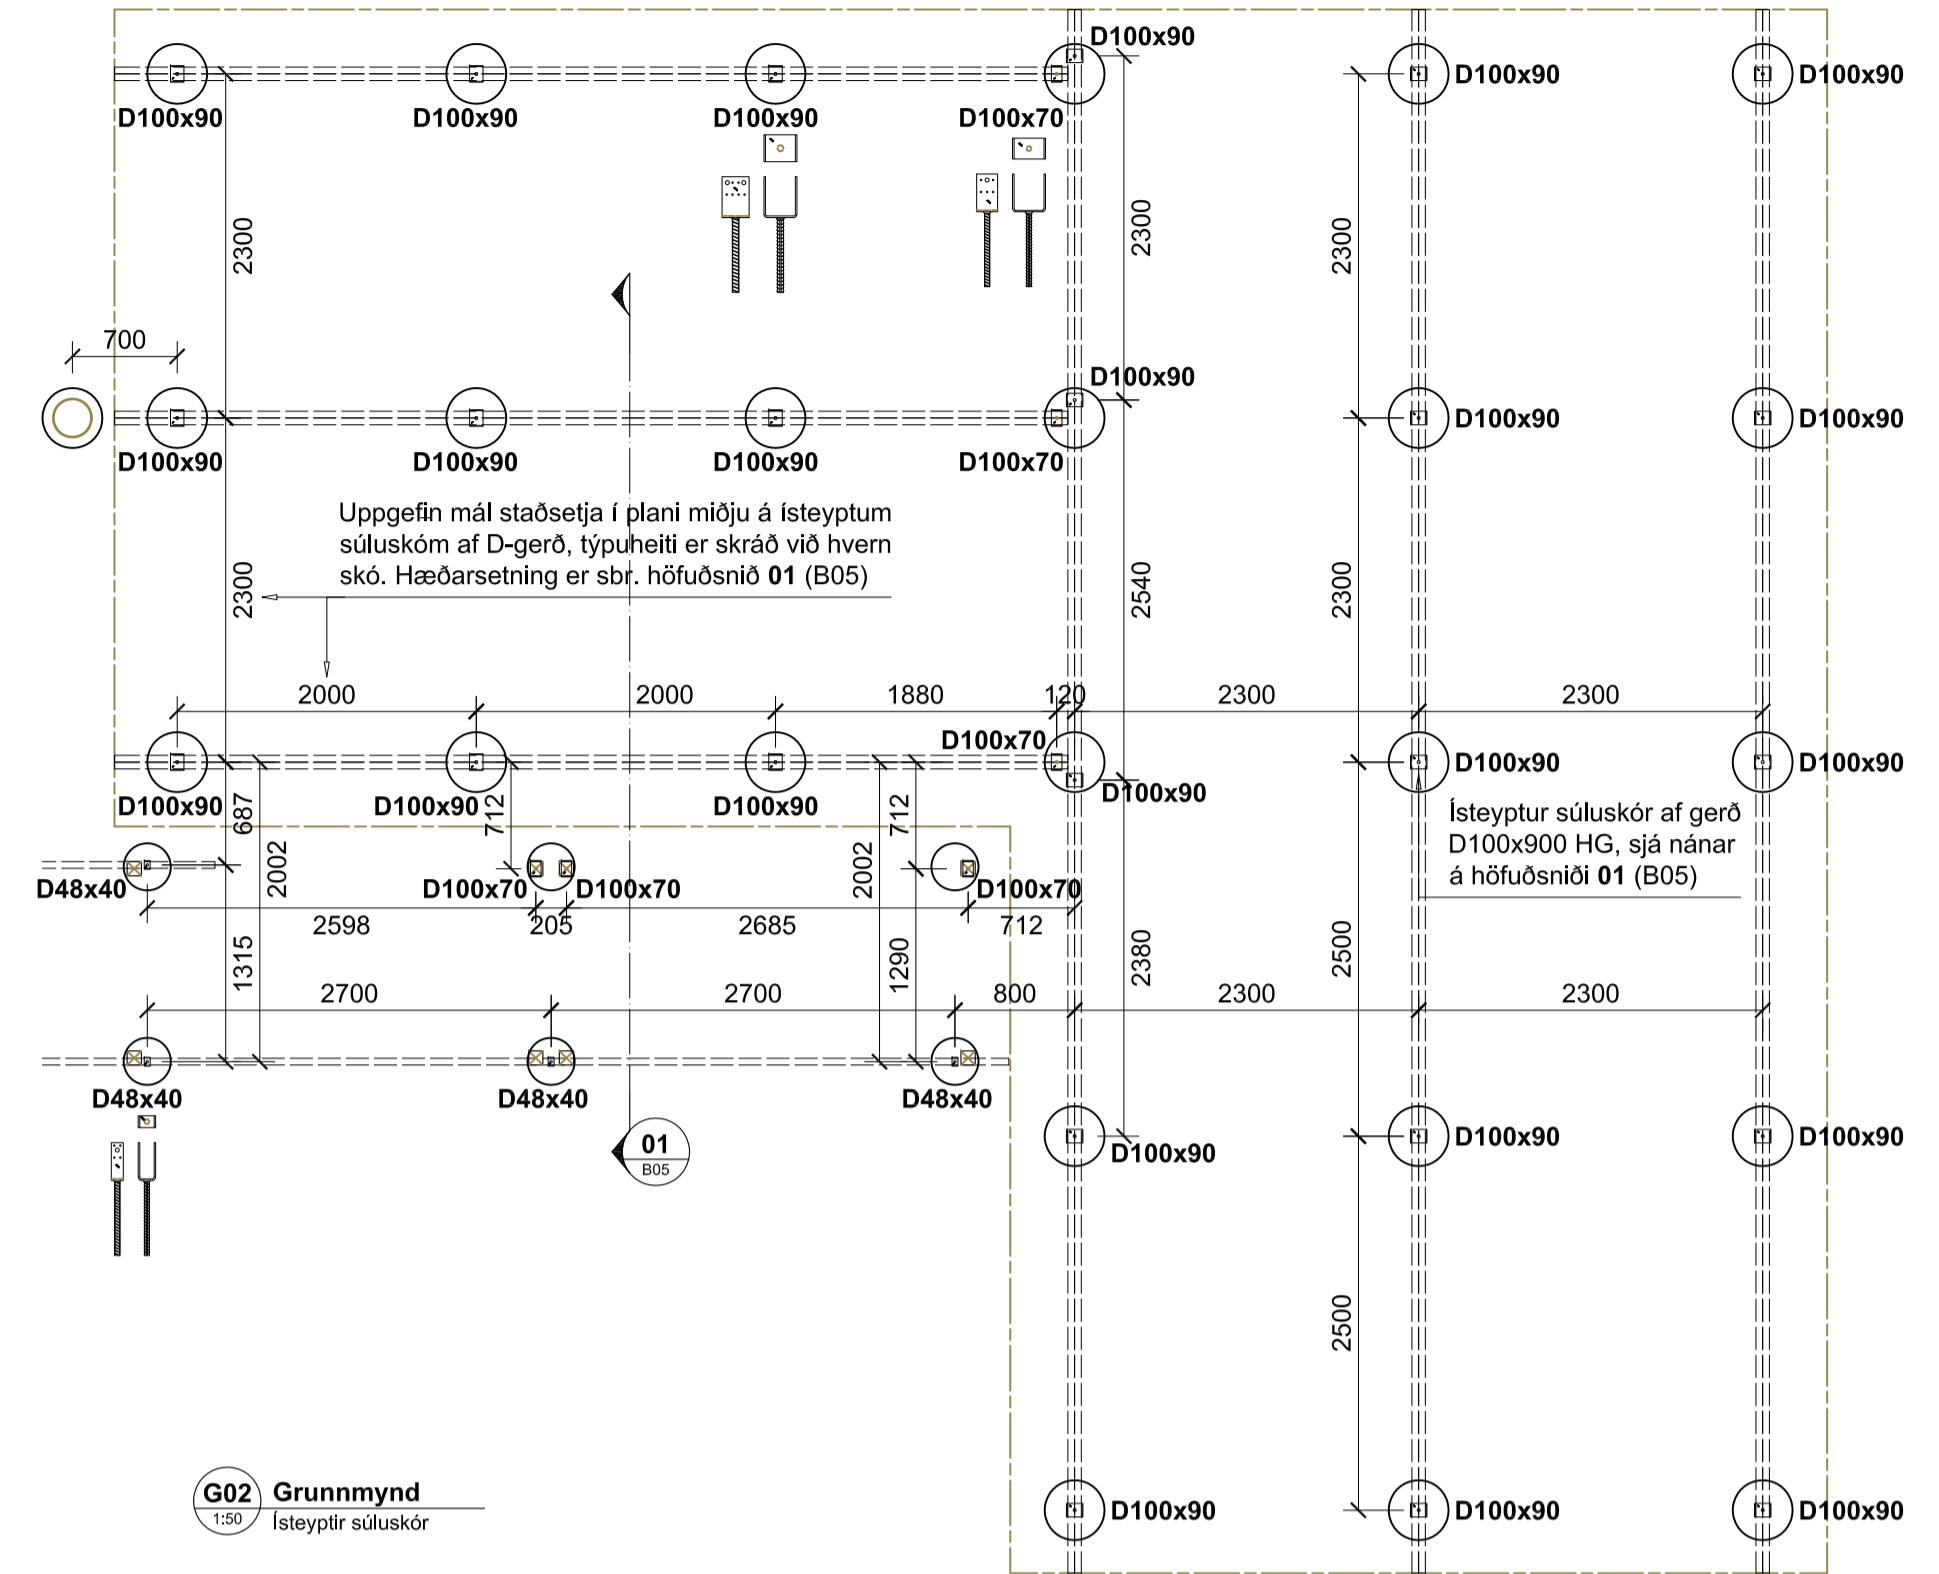 D100x90
D100x90
D100x90
D100x90
D100x90
D100x90
D100x70
2300
2300
2300
700
D100x90
D100x90
D100x90
D100x90
D100x90
D100x90
D100x70
Uppgefin mál staðsetja í plani miðju á ísteyptum
súluskóm af D-gerð, týpuheiti er skráð við hvern
skó. Hæðarsetning er sbr. höfuðsnið 01 (B05)
2300
2540
2300
2000
2000
1880
120
2300
2300
D100x70
D100x90
D100x90
D100x90
D100x90
D100x90
D100x90
687
712
712
Ísteyptur súluskór af gerð
D100x900 HG, sjá nánar
á höfuðsniði 01 (B05)
2002
2002
D48x40
D100x70
D100x70
D100x70
2598
205
2685
712
1315
1290
2380
2500
2700
2700
800
2300
2300
D48x40
D48x40
D48x40
01
B05
D100x90
D100x90
D100x90
2500
G02
1:50
Grunnmynd
Ísteyptir súluskór
D100x90
D100x90
D100x90